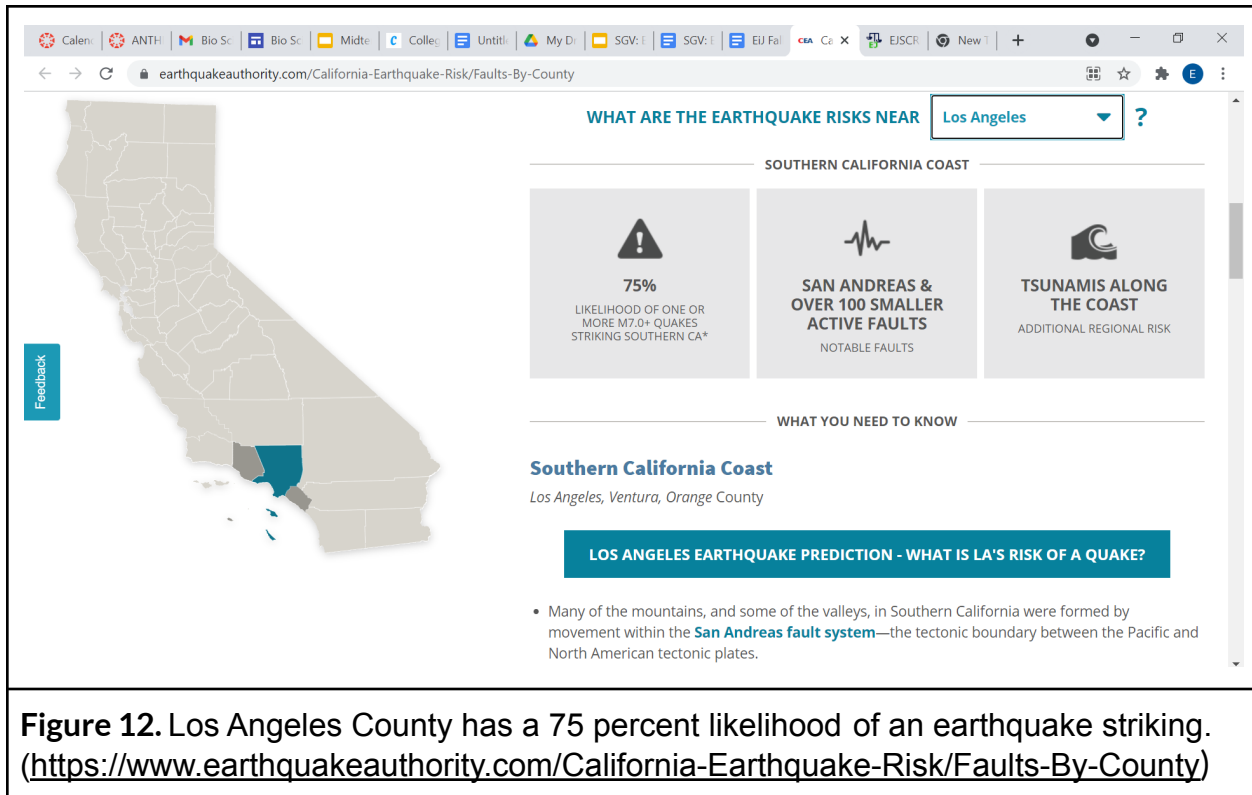 Calen
ANTH
Bio Sc
Bio Sc
Midte
Colleg
Untitl
My Dr
SGV: E
SGV: E
EiJ Fal
CEA Ca
EJSCR
New T
earthquakeauthority.com/California-Earthquake-Risk/Faults-By-County
E
WHAT ARE THE EARTHQUAKE RISKS NEAR Los Angeles ?
SOUTHERN CALIFORNIA COAST
75%
LIKELIHOOD OF ONE OR
MORE M7.0+ QUAKES
STRIKING SOUTHERN CA*
SAN ANDREAS &
OVER 100 SMALLER
ACTIVE FAULTS
NOTABLE FAULTS
TSUNAMIS ALONG
THE COAST
ADDITIONAL REGIONAL RISK
Feedback
WHAT YOU NEED TO KNOW
Southern California Coast
Los Angeles, Ventura, Orange County
LOS ANGELES EARTHQUAKE PREDICTION - WHAT IS LA'S RISK OF A QUAKE?
• Many of the mountains, and some of the valleys, in Southern California were formed by
movement within the San Andreas fault system—the tectonic boundary between the Pacific and
North American tectonic plates.
Figure 12. Los Angeles County has a 75 percent likelihood of an earthquake striking.
(https://www.earthquakeauthority.com/California-Earthquake-Risk/Faults-By-County)